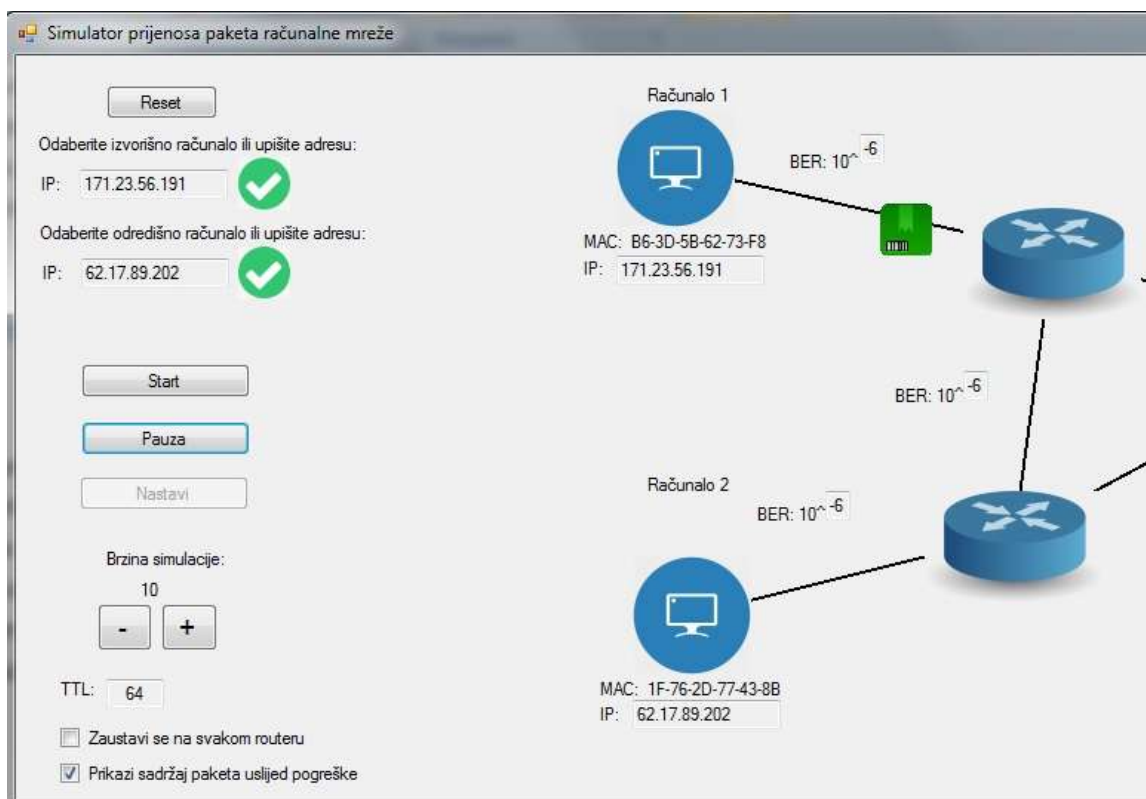 Simulator prijenosa paketa računalne mreže
Reset
Odaberite izvorišno računalo ili upišite adresu:
IP: 171.23.56.191
Odaberite odredišno računalo ili upišite adresu:
IP: 62.17.89.202
Start
Pauza
Nastavi
Brzina simulacije:
10
- +
TTL: 64
Zaustavi se na svakom routeru
Prikazi sadržaj paketa uslijed pogreške
Računalo 1
BER: 10^ -6
MAC: B6-3D-5B-62-73-F8
IP: 171.23.56.191
BER: 10^ -6
Računalo 2
BER: 10^ -6
MAC: 1F-76-2D-77-43-8B
IP: 62.17.89.202